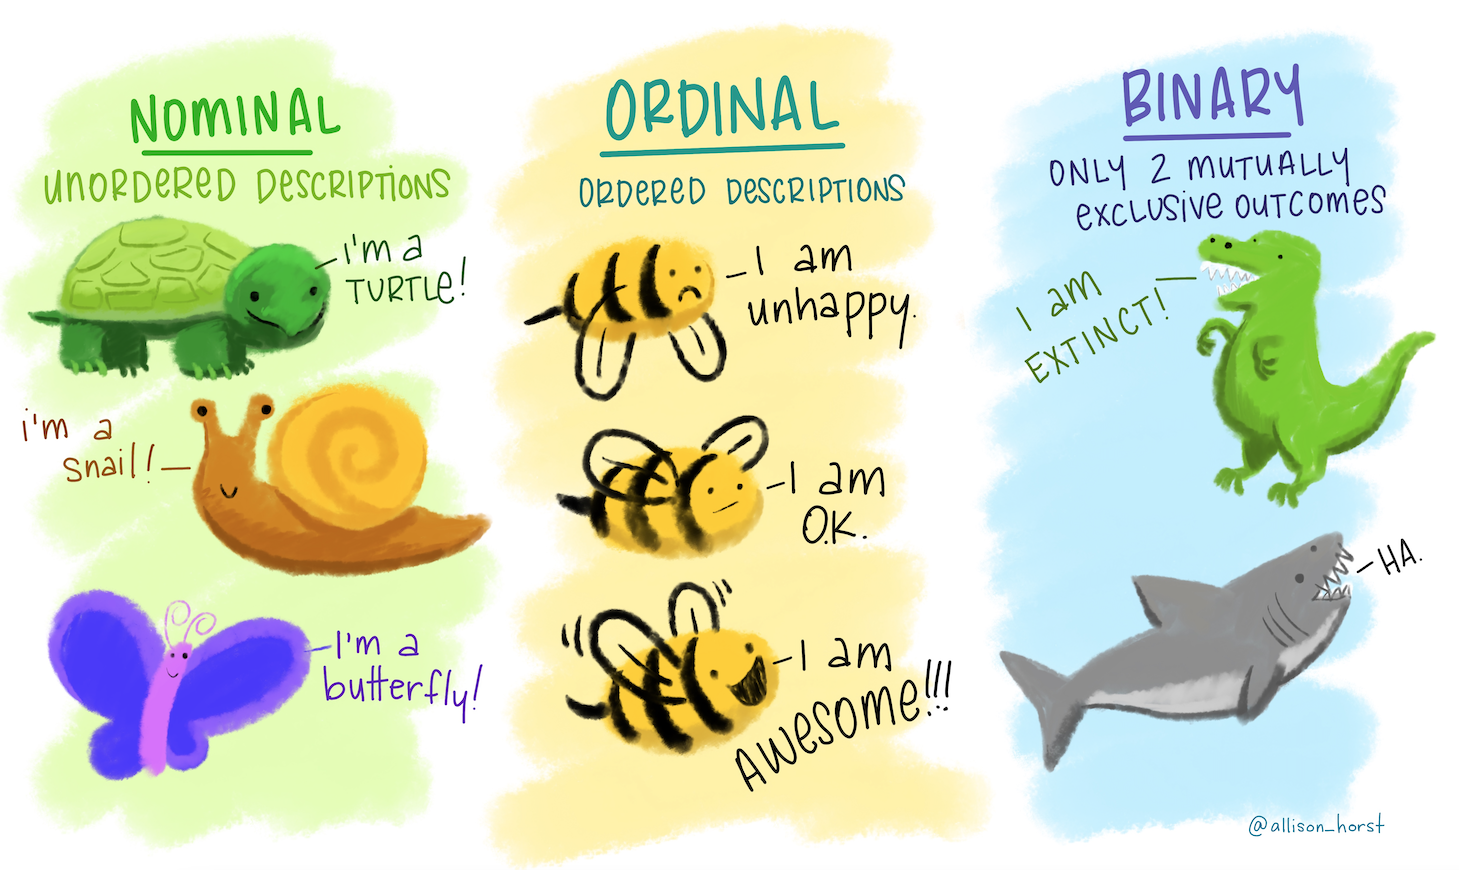 NOMINAL
UNORDERED DESCRIPTIONS
i'm a
TURTLE!
i'm a
snail!
I'm a
butterfly!
ORDINAL
ORDERED DESCRIPTIONS
I am
unhappy.
I am
O.K.
I am
AWESOME!!!
BINARY
ONLY 2 MUTUALLY
EXCLUSIVE OUTCOMES
I am
EXTINCT!
HA.
@allison_horst